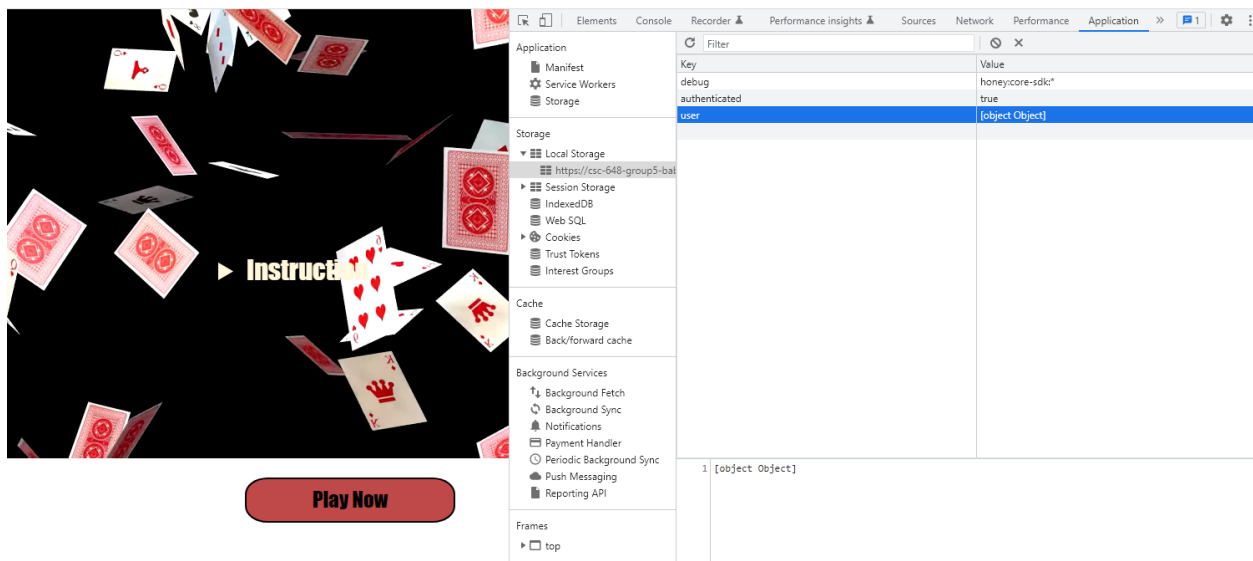 Elements Console Recorder Performance insights Sources Network Performance Application » 1
Application
Manifest
Service Workers
Storage
Storage
Local Storage
https://csc-648-group5-bal
Session Storage
IndexedDB
Web SQL
Cookies
Trust Tokens
Interest Groups
Cache
Cache Storage
Back/forward cache
Background Services
Background Fetch
Background Sync
Notifications
Payment Handler
Periodic Background Sync
Push Messaging
Reporting API
Frames
top
Filter
Key Value
debug honey:core-sdk:*
authenticated true
user [object Object]
1 [object Object]
Play Now